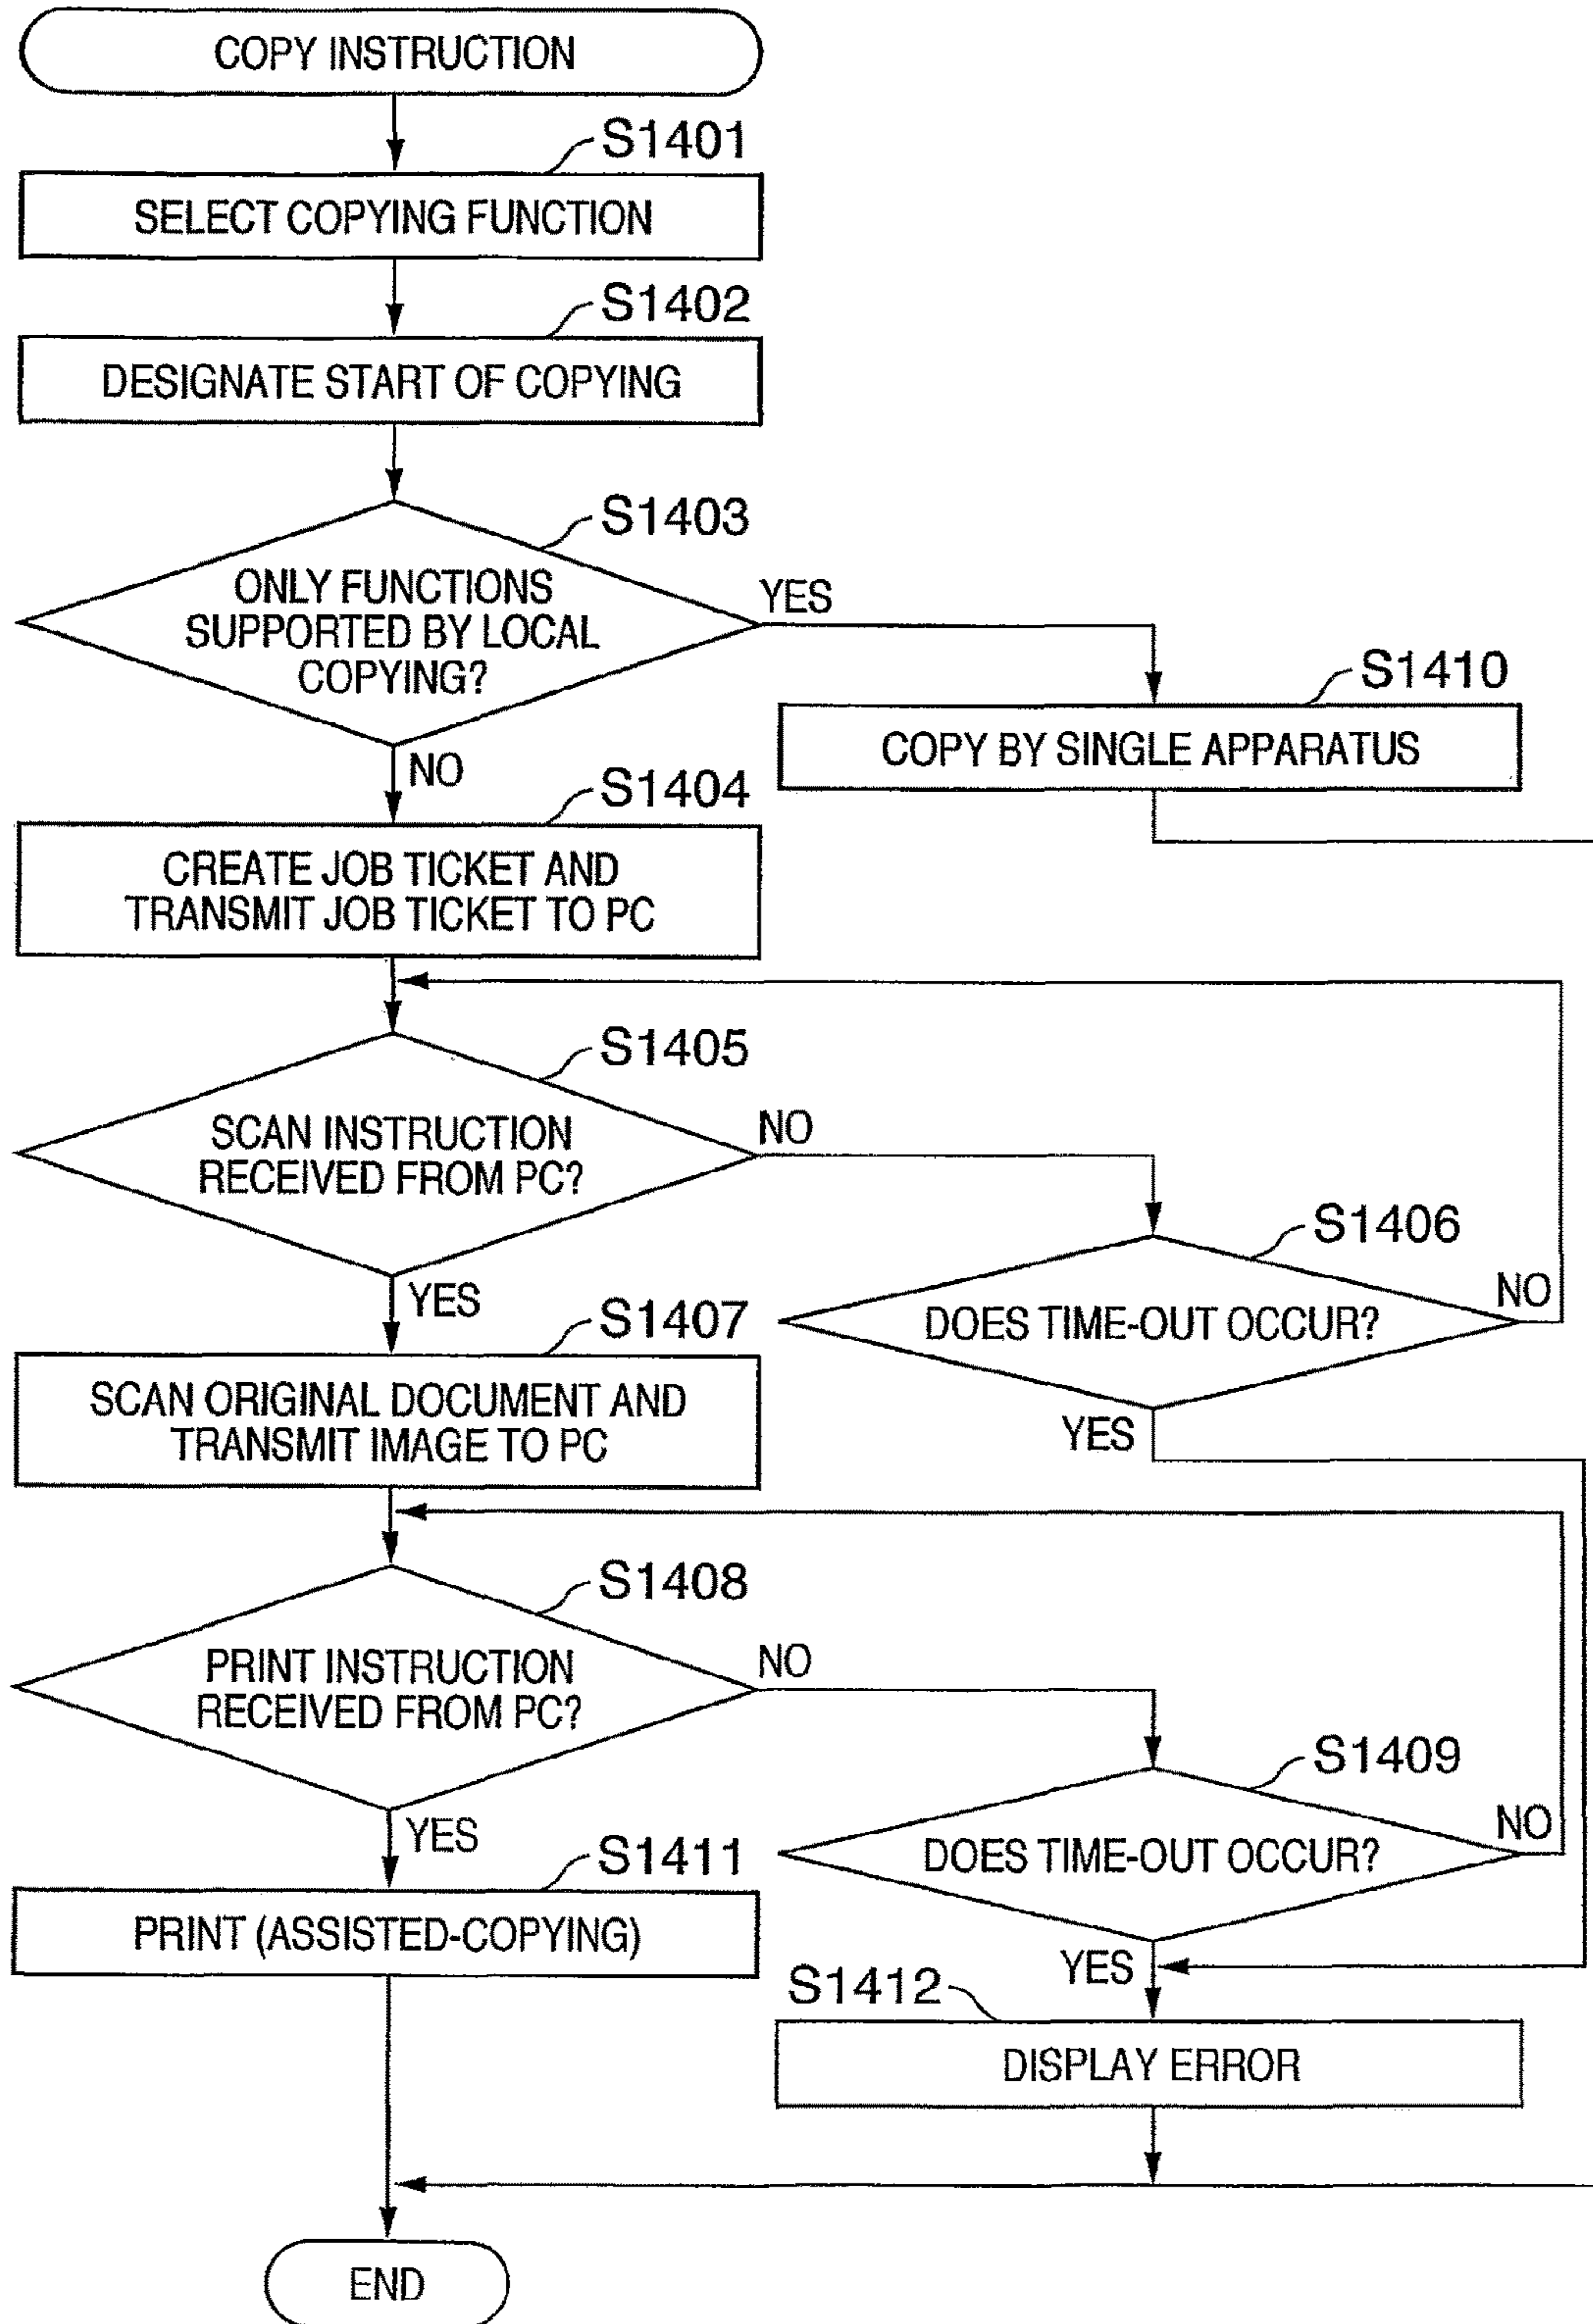 COPY INSTRUCTION
S1401
SELECT COPYING FUNCTION
S1402
DESIGNATE START OF COPYING
S1403
ONLY FUNCTIONS
SUPPORTED BY LOCAL
COPYING?
YES
S1410
COPY BY SINGLE APPARATUS
NO
S1404
CREATE JOB TICKET AND
TRANSMIT JOB TICKET TO PC
S1405
SCAN INSTRUCTION
RECEIVED FROM PC?
NO
S1406
DOES TIME-OUT OCCUR?
NO
YES
YES
S1407
SCAN ORIGINAL DOCUMENT AND
TRANSMIT IMAGE TO PC
S1408
PRINT INSTRUCTION
RECEIVED FROM PC?
NO
S1409
DOES TIME-OUT OCCUR?
NO
YES
YES
S1411
PRINT (ASSISTED-COPYING)
S1412
DISPLAY ERROR
END